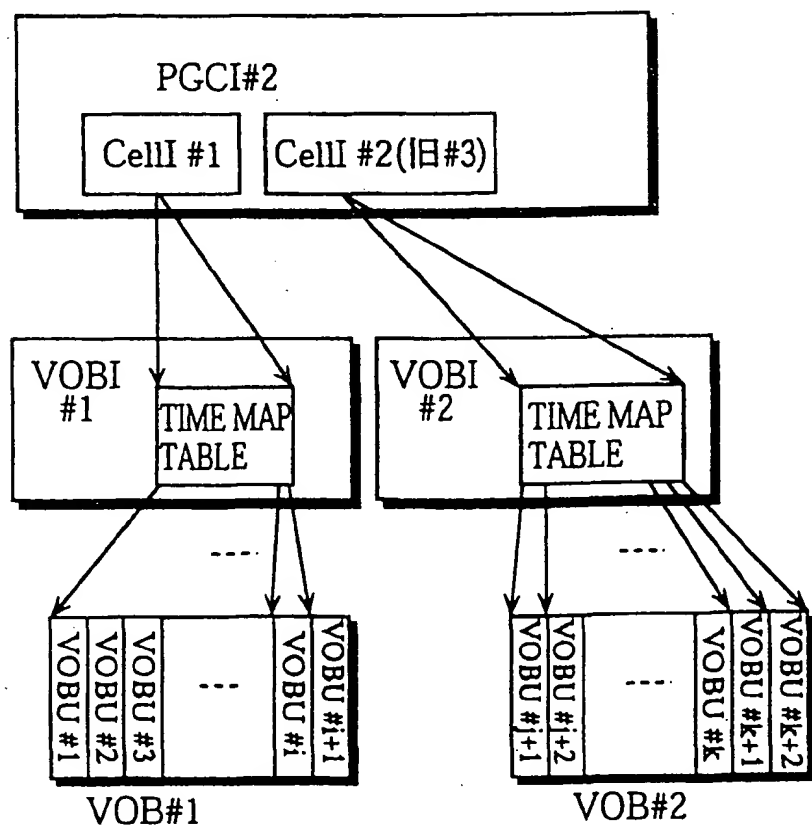 PGCI#2
CellI #1
CellI #2(旧#3)
VOBI
#1
TIME MAP
TABLE
VOBI
#2
TIME MAP
TABLE
VOBU #1
VOBU #2
VOBU #3
VOBU #i
VOBU #i+1
VOBU #j+1
VOBU #j+2
VOBU #k
VOBU #k+1
VOBU #k+2
VOB#1
VOB#2